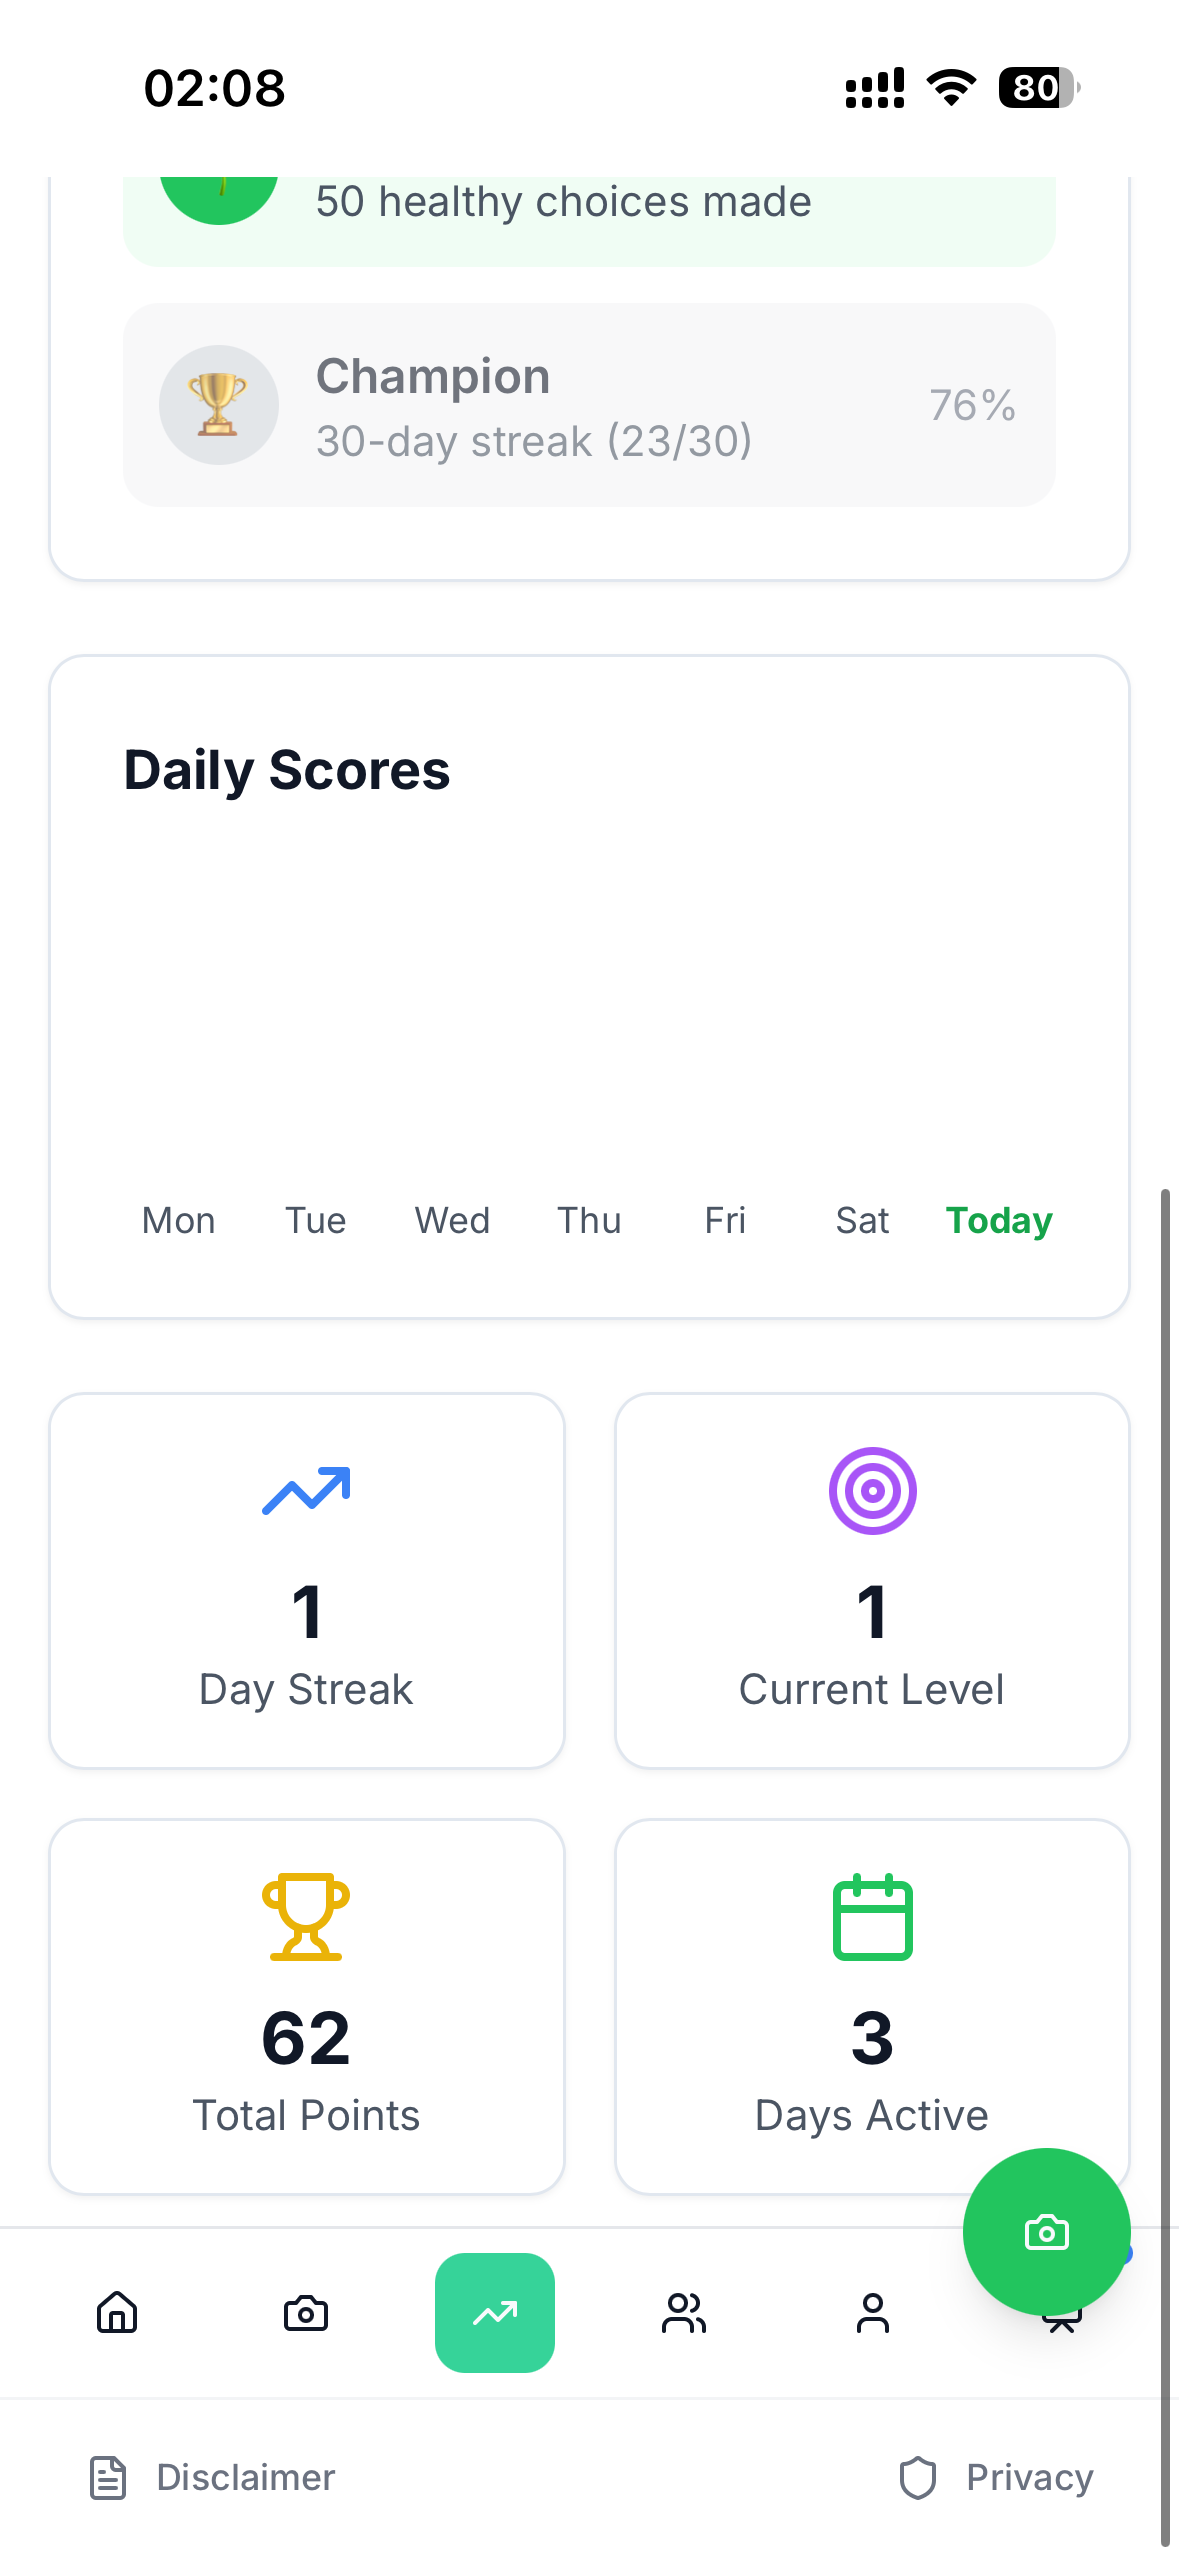 02:08
80
50 healthy choices made
Champion
30-day streak (23/30)
76%
Daily Scores
Mon Tue Wed Thu Fri Sat Today
1
Day Streak
1
Current Level
62
Total Points
3
Days Active
Disclaimer
Privacy